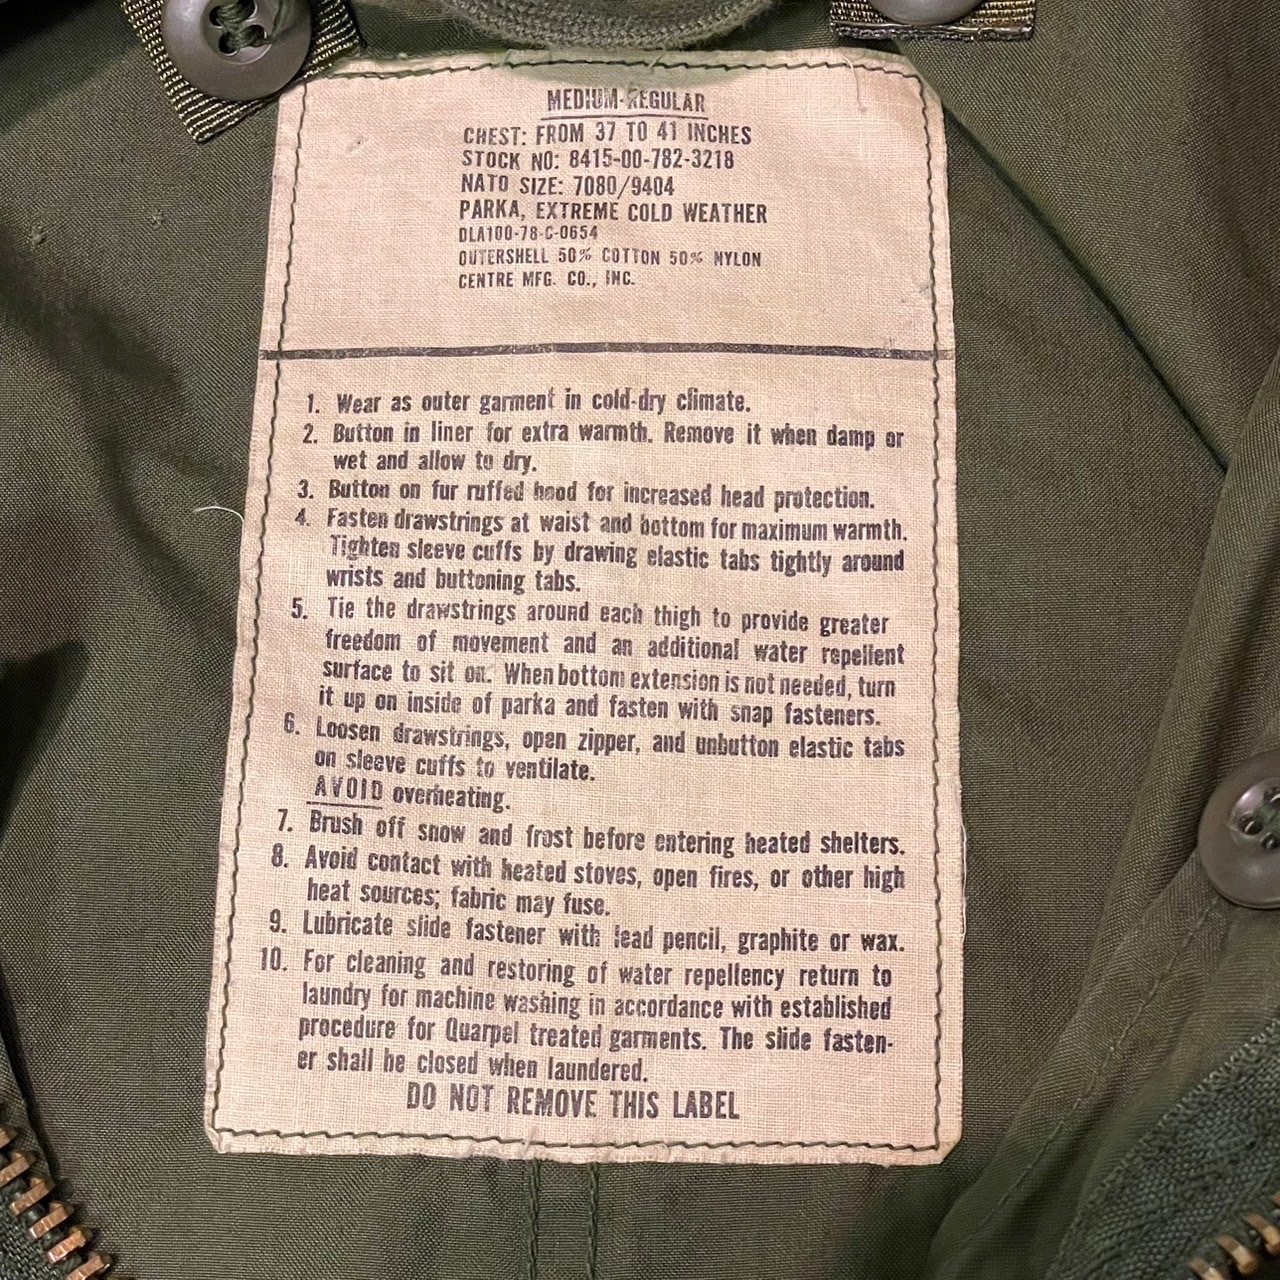 MEDIUM-REGULAR
CHEST: FROM 37 TO 41 INCHES
STOCK NO: 8415-00-782-3218
NATO SIZE: 7080/9404
PARKA, EXTREME COLD WEATHER
DLA100-78-C-0654
OUTERSHELL 50% COTTON 50% NYLON
CENTRE MFG. CO., INC.
1. Wear as outer garment in cold-dry climate.
2. Button in liner for extra warmth. Remove it when damp or
wet and allow to dry.
3. Button on fur ruffed hood for increased head protection.
4. Fasten drawstrings at waist and bottom for maximum warmth.
Tighten sleeve cuffs by drawing elastic tabs tightly around
wrists and buttoning tabs.
5. Tie the drawstrings around each thigh to provide greater
freedom of movement and an additional water repellent
surface to sit on. When bottom extension is not needed, turn
it up on inside of parka and fasten with snap fasteners.
6. Loosen drawstrings, open zipper, and unbutton elastic tabs
on sleeve cuffs to ventilate.
AVOID overheating.
7. Brush off snow and frost before entering heated shelters.
8. Avoid contact with heated stoves, open fires, or other high
heat sources; fabric may fuse.
9. Lubricate slide fastener with lead pencil, graphite or wax.
10. For cleaning and restoring of water repellency return to
laundry for machine washing in accordance with established
procedure for Quarpel treated garments. The slide fasten-
er shall be closed when laundered.
DO NOT REMOVE THIS LABEL